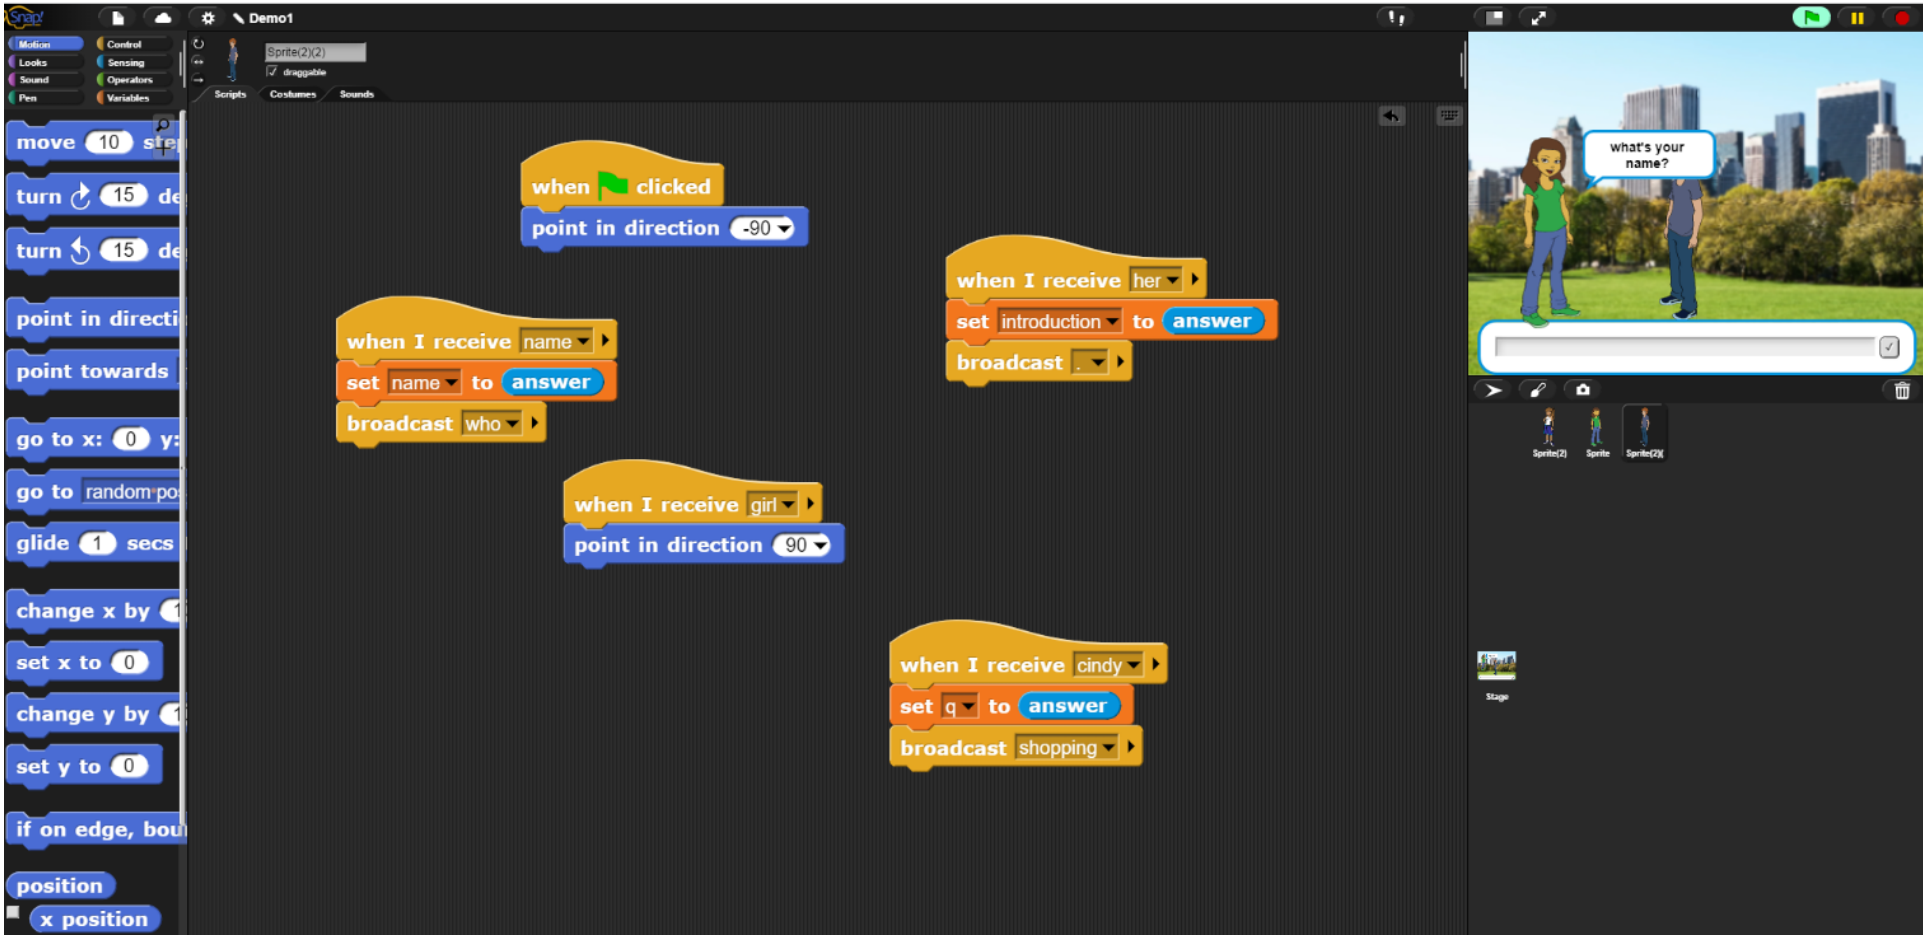 Snap!
Demo1
Motion
Control
Looks
Sensing
Sound
Operators
Pen
Variables
Sprite(2)(2)
draggable
Scripts
Costumes
Sounds
move 10 step
turn 15 de
turn 15 de
point in directi
point towards
go to x: 0 y:
go to random po
glide 1 secs
change x by 1
set x to 0
change y by 1
set y to 0
if on edge, bou
position
x position
when clicked
point in direction -90
when I receive name
set name to answer
broadcast who
when I receive girl
point in direction 90
when I receive her
set introduction to answer
broadcast .
when I receive cindy
set q to answer
broadcast shopping
what's your
name?
Sprite(2)
Sprite
Sprite(2)(
Stage